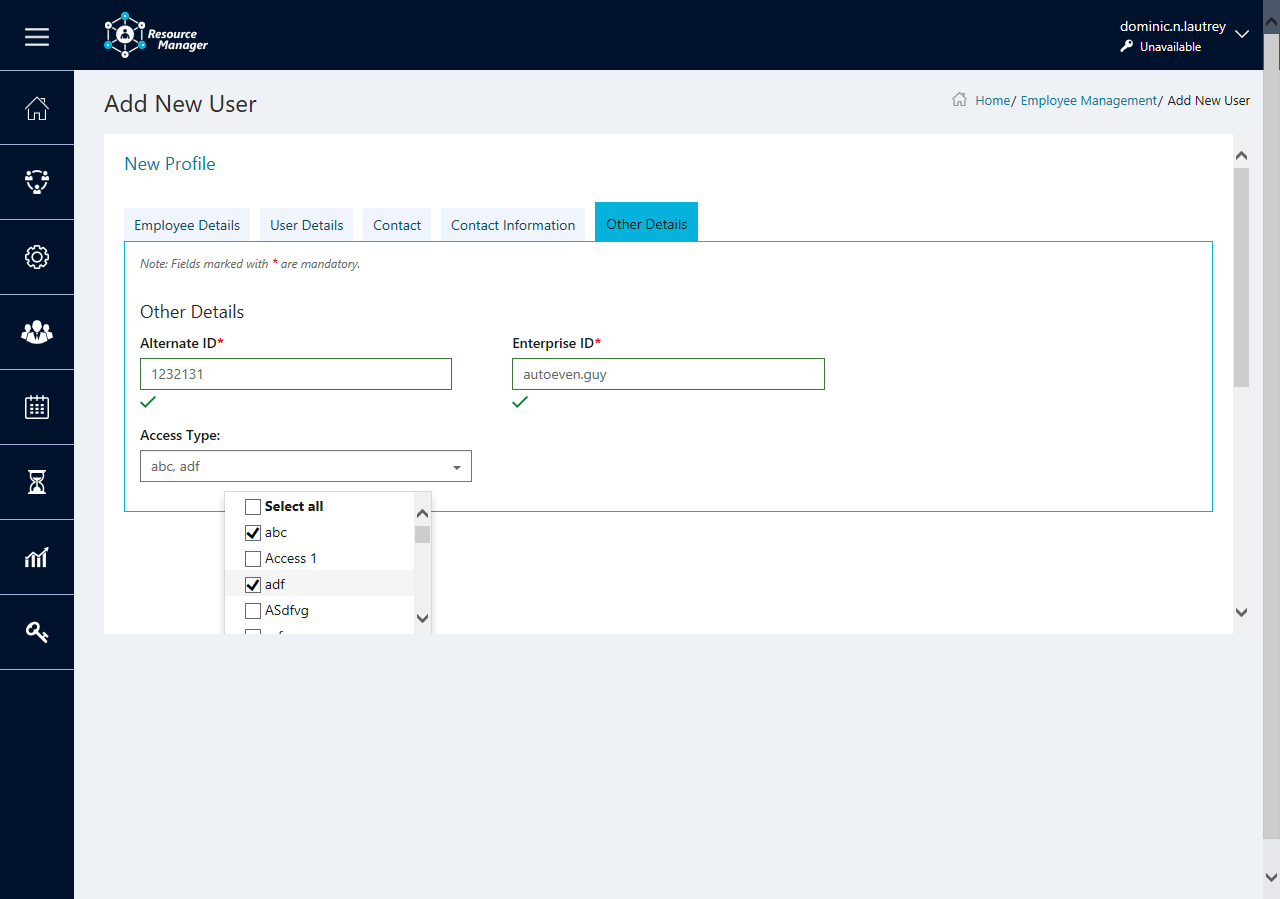 Resource
Manager
dominic.n.lautrey
Unavailable
Add New User
Home/ Employee Management/ Add New User
New Profile
Employee Details
User Details
Contact
Contact Information
Other Details
Note: Fields marked with * are mandatory.
Other Details
Alternate ID*
Enterprise ID*
1232131
autoeven.guy
Access Type:
abc, adf
Select all
abc
Access 1
adf
ASdfvg